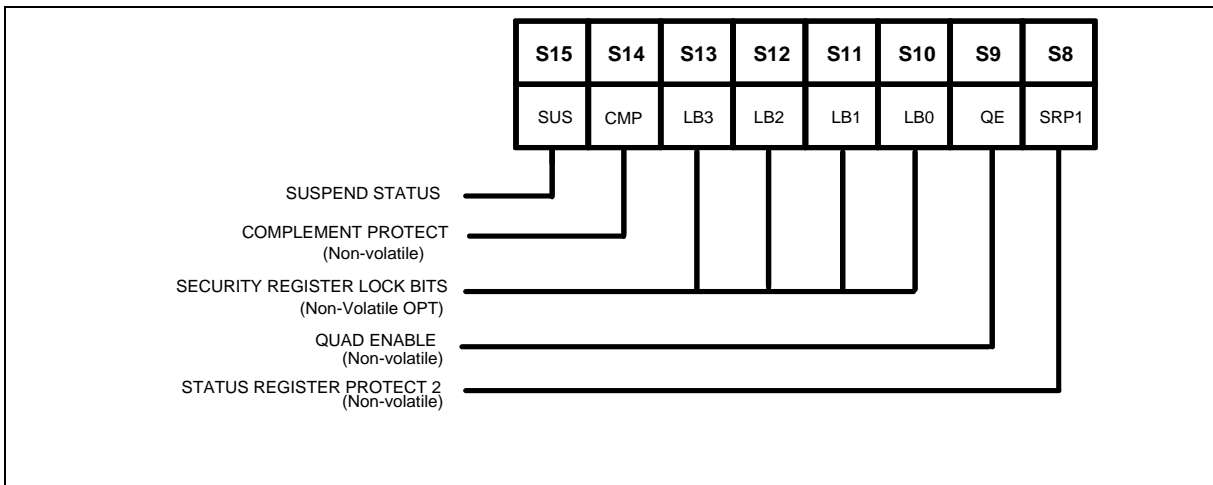 S15 S14 S13 S12 S11 S10 S9 S8
SUS CMP LB3 LB2 LB1 LB0 QE SRP1
SUSPEND STATUS
COMPLEMENT PROTECT
(Non-volatile)
SECURITY REGISTER LOCK BITS
(Non-Volatile OPT)
QUAD ENABLE
(Non-volatile)
STATUS REGISTER PROTECT 2
(Non-volatile)